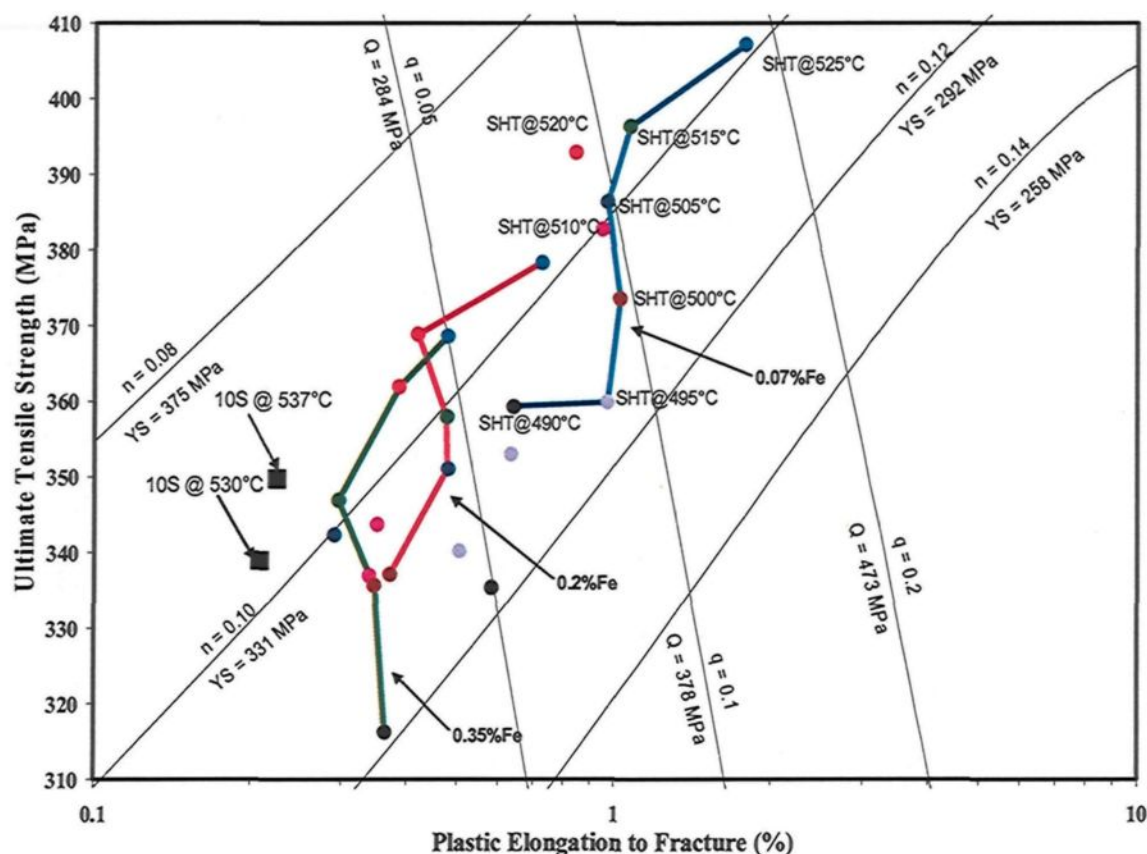 410
400
390
380
370
360
350
340
330
320
310
Ultimate Tensile Strength (MPa)
0.1
1
10
Plastic Elongation to Fracture (%)
Q = 284 MPa
q = 0.05
SHT@525°C
SHT@520°C
SHT@515°C
SHT@505°C
SHT@510°C
SHT@500°C
SHT@495°C
SHT@490°C
n = 0.12
YS = 292 MPa
n = 0.14
YS = 258 MPa
n = 0.08
YS = 375 MPa
10S @ 537°C
10S @ 530°C
0.07%Fe
0.2%Fe
0.35%Fe
n = 0.10
YS = 331 MPa
Q = 378 MPa
q = 0.1
Q = 473 MPa
q = 0.2